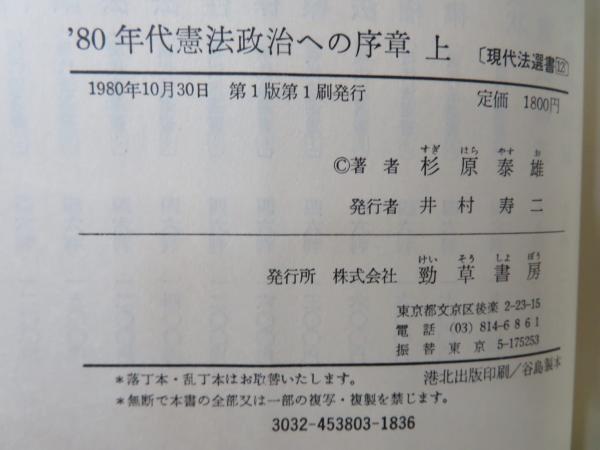 '80年代憲法政治への序章 上 〔現代法選書⑫〕
1980年10月30日 第1版第1刷発行 定価 1800円
すぎ はら やす お
©著者 杉原泰雄
発行者 井村寿二
けい そう しょ ぼう
発行所 株式会社 勁草書房
東京都文京区後楽 2-23-15
電話 (03) 814-6861
振替東京 5-175253
*落丁本・乱丁本はお取替いたします。 港北出版印刷/谷島製本
*無断で本書の全部又は一部の複写・複製を禁じます。
3032-453803-1836